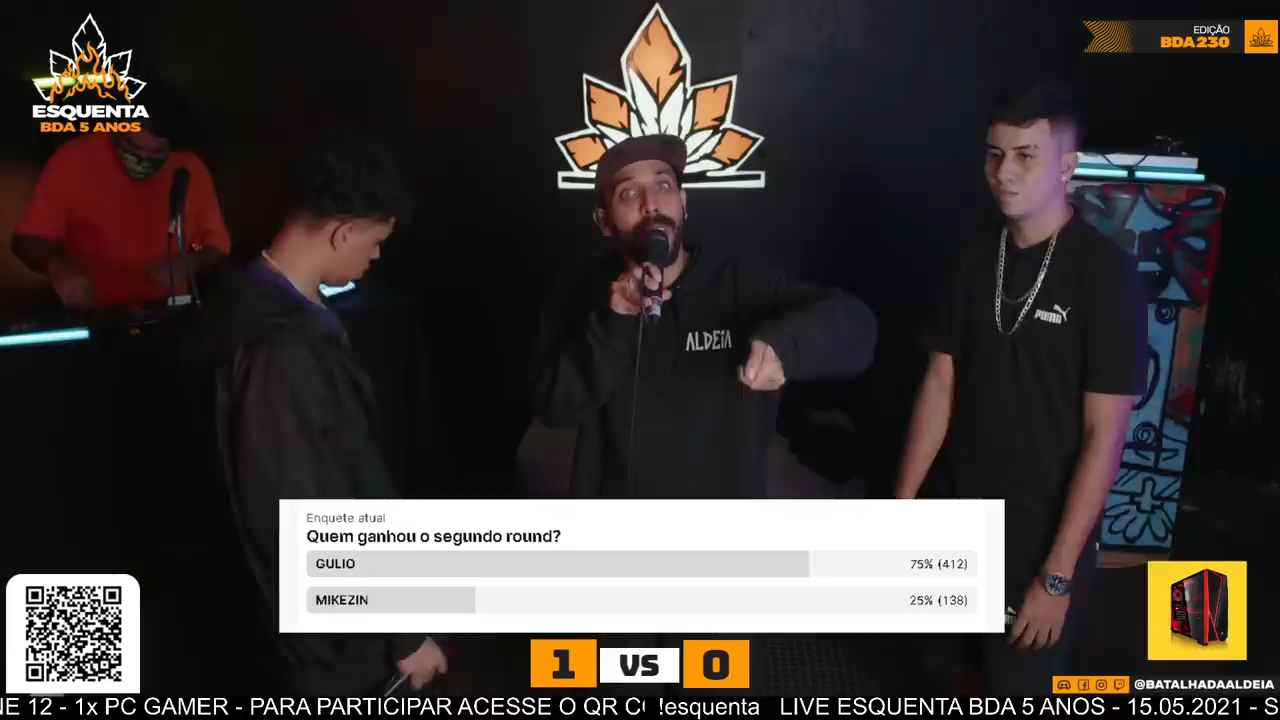 ESQUENTA
BDA 5 ANOS
EDIÇÃO
BDA230
ALDEIA
PUMA
Enquete atual
Quem ganhou o segundo round?
GULIO 75% (412)
MIKEZIN 25% (138)
1 VS 0
@BATALHADAALDEIA
NE 12 - 1x PC GAMER - PARA PARTICIPAR ACESSE O QR C !esquenta LIVE ESQUENTA BDA 5 ANOS - 15.05.2021 - S